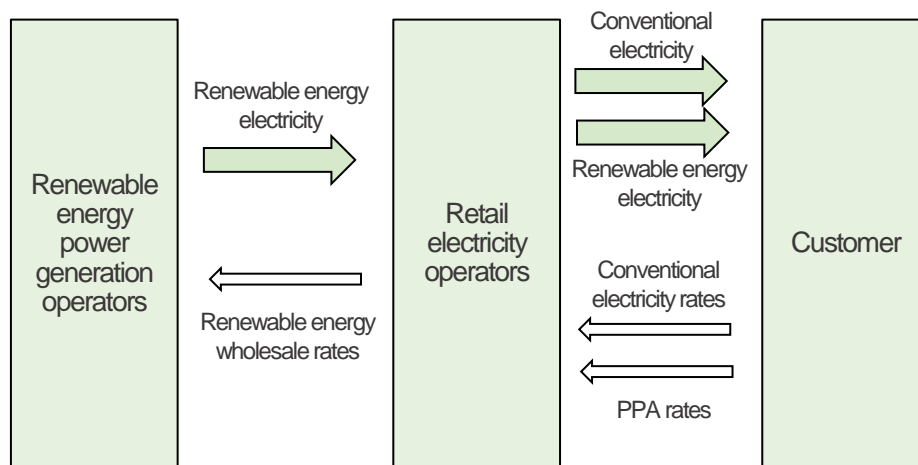 Renewable
energy
power
generation
operators
Renewable energy
electricity
Renewable energy
wholesale rates
Retail
electricity
operators
Conventional
electricity
Renewable energy
electricity
Conventional
electricity rates
PPA rates
Customer